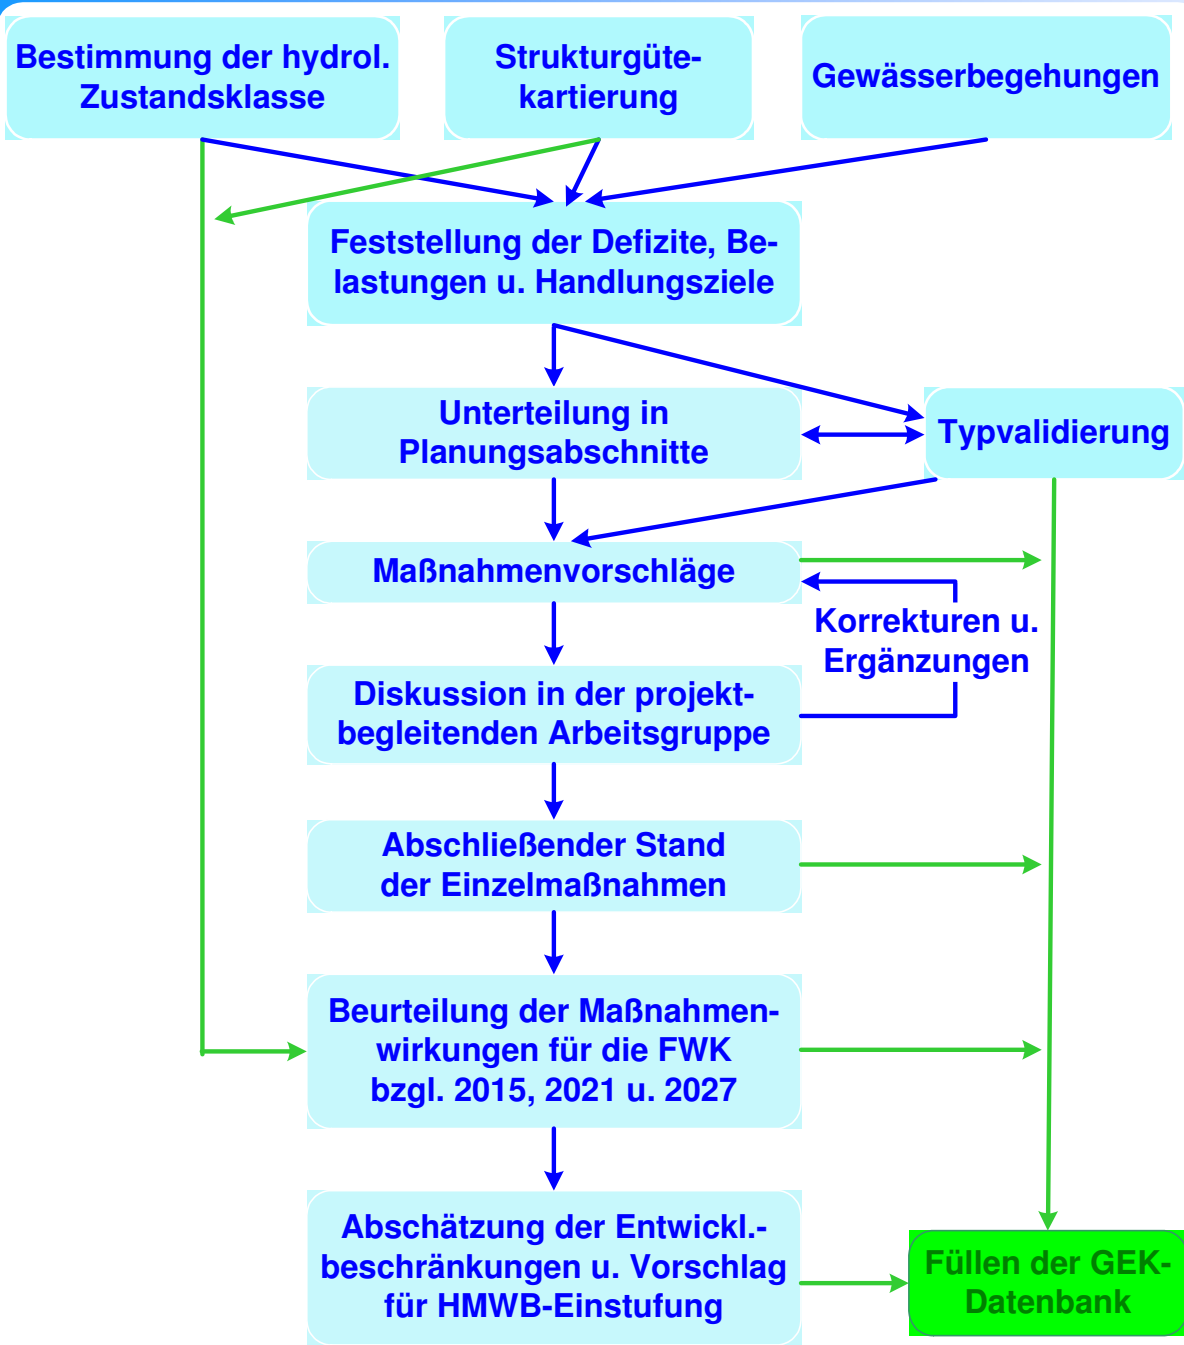 Bestimmung der hydrol.
Zustandsklasse
Strukturgüte-
kartierung
Gewässerbegehungen
Feststellung der Defizite, Be-
lastungen u. Handlungsziele
Unterteilung in
Planungsabschnitte
Typvalidierung
Maßnahmenvorschläge
Korrekturen u.
Ergänzungen
Diskussion in der projekt-
begleitenden Arbeitsgruppe
Abschließender Stand
der Einzelmaßnahmen
Beurteilung der Maßnahmen-
wirkungen für die FWK
bzgl. 2015, 2021 u. 2027
Abschätzung der Entwickl.-
beschränkungen u. Vorschlag
für HMWB-Einstufung
Füllen der GEK-
Datenbank